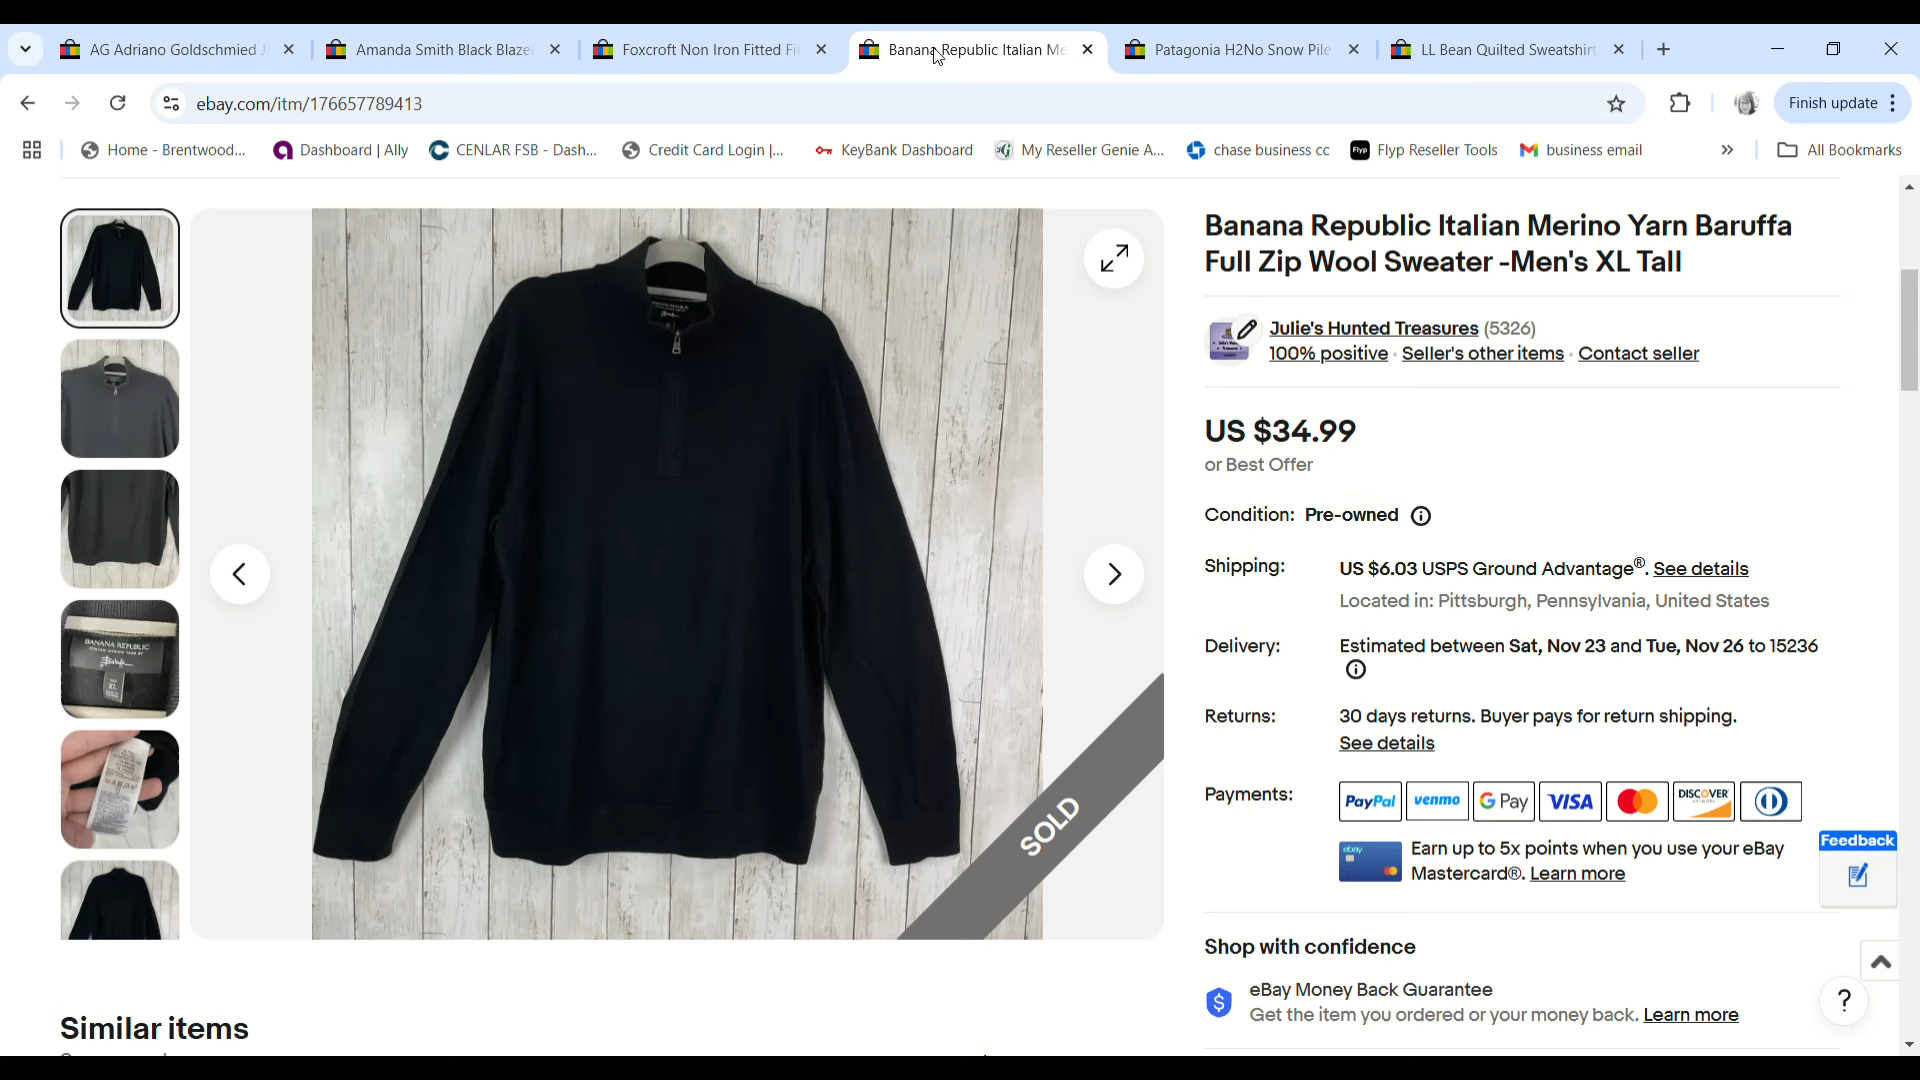 AG Adriano Goldschmied J
Amanda Smith Black Blaze
Foxcroft Non Iron Fitted Fi
Banana Republic Italian Me
Patagonia H2No Snow Pile
LL Bean Quilted Sweatshirt
ebay.com/itm/176657789413
Finish update
Home - Brentwood...
Dashboard | Ally
CENLAR FSB - Dash...
Credit Card Login |...
KeyBank Dashboard
My Reseller Genie A...
chase business cc
Flyp
Flyp Reseller Tools
business email
All Bookmarks
Banana Republic Italian Merino Yarn Baruffa
Full Zip Wool Sweater -Men's XL Tall
Julie's Hunted Treasures (5326)
100% positive · Seller's other items · Contact seller
US $34.99
or Best Offer
Condition: Pre-owned
Shipping: US $6.03 USPS Ground Advantage®. See details
Located in: Pittsburgh, Pennsylvania, United States
Delivery: Estimated between Sat, Nov 23 and Tue, Nov 26 to 15236
Returns: 30 days returns. Buyer pays for return shipping.
See details
Payments: PayPal venmo G Pay VISA DISCOVER
Earn up to 5x points when you use your eBay
Mastercard®. Learn more
Feedback
BANANA REPUBLIC
XL
SOLD
Shop with confidence
eBay Money Back Guarantee
Get the item you ordered or your money back. Learn more
?
Similar items